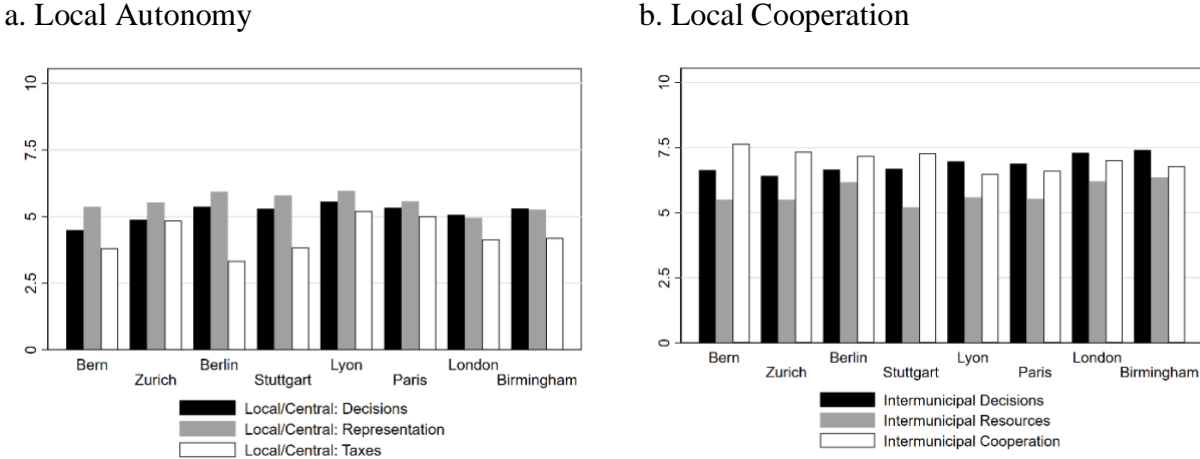 a. Local Autonomy
10
7.5
5
2.5
0
Bern
Zurich
Berlin
Stuttgart
Lyon
Paris
London
Birmingham
Local/Central: Decisions
Local/Central: Representation
Local/Central: Taxes
b. Local Cooperation
10
7.5
5
2.5
0
Bern
Zurich
Berlin
Stuttgart
Lyon
Paris
London
Birmingham
Intermunicipal Decisions
Intermunicipal Resources
Intermunicipal Cooperation